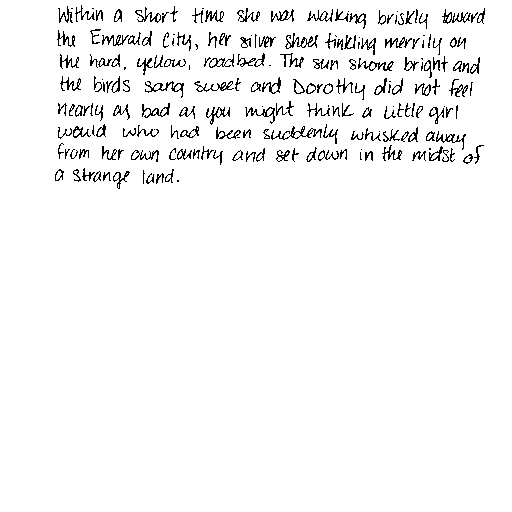 Within a short time she was walking briskly toward
the Emerald City, her silver shoes tinkling merrily on
the hard, yellow, roadbed. The sun shone bright and
the birds sang sweet and Dorothy did not feel
nearly as bad as you might think a little girl
would who had been suddenly whisked away
from her own country and set down in the midst of
a strange land.